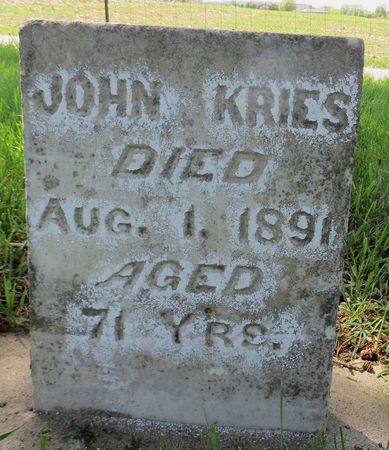 JOHN KRIES
DIED
AUG. 1. 1891
AGED
71 YRS.